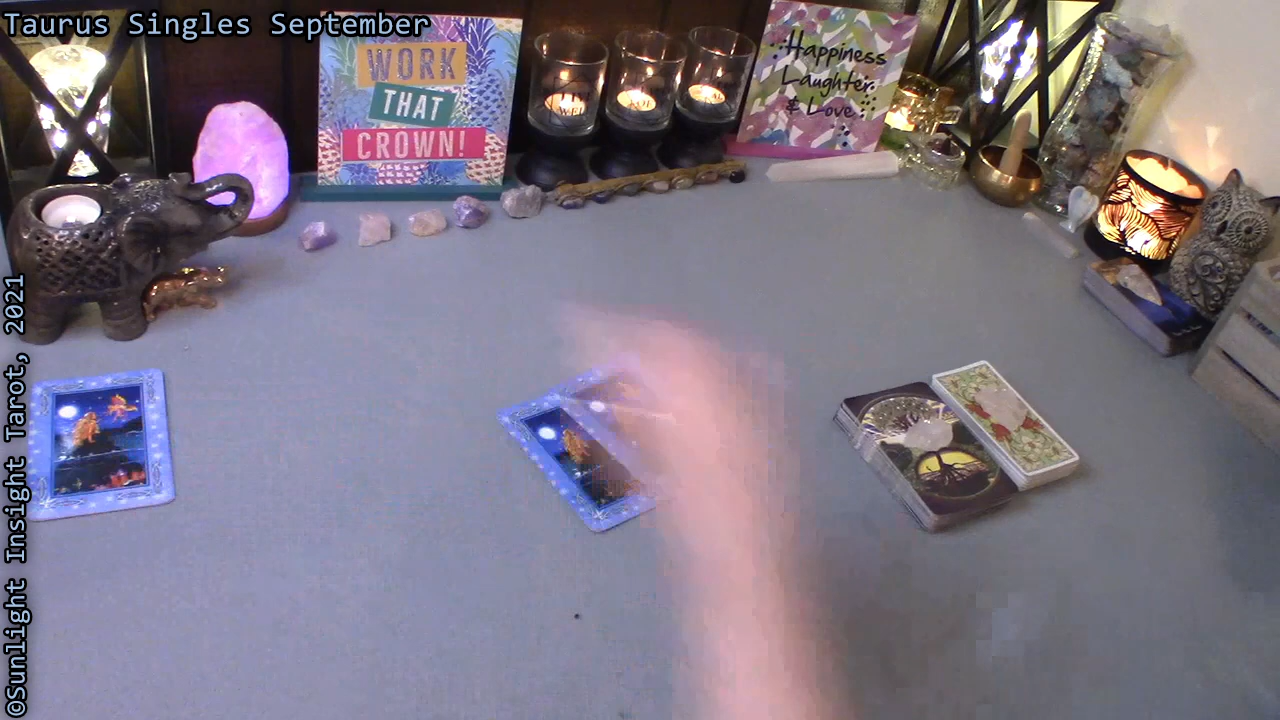 Taurus Singles September
WORK
THAT
CROWN!
Happiness
Laughter
& Love
©Sunlight Insight Tarot, 2021